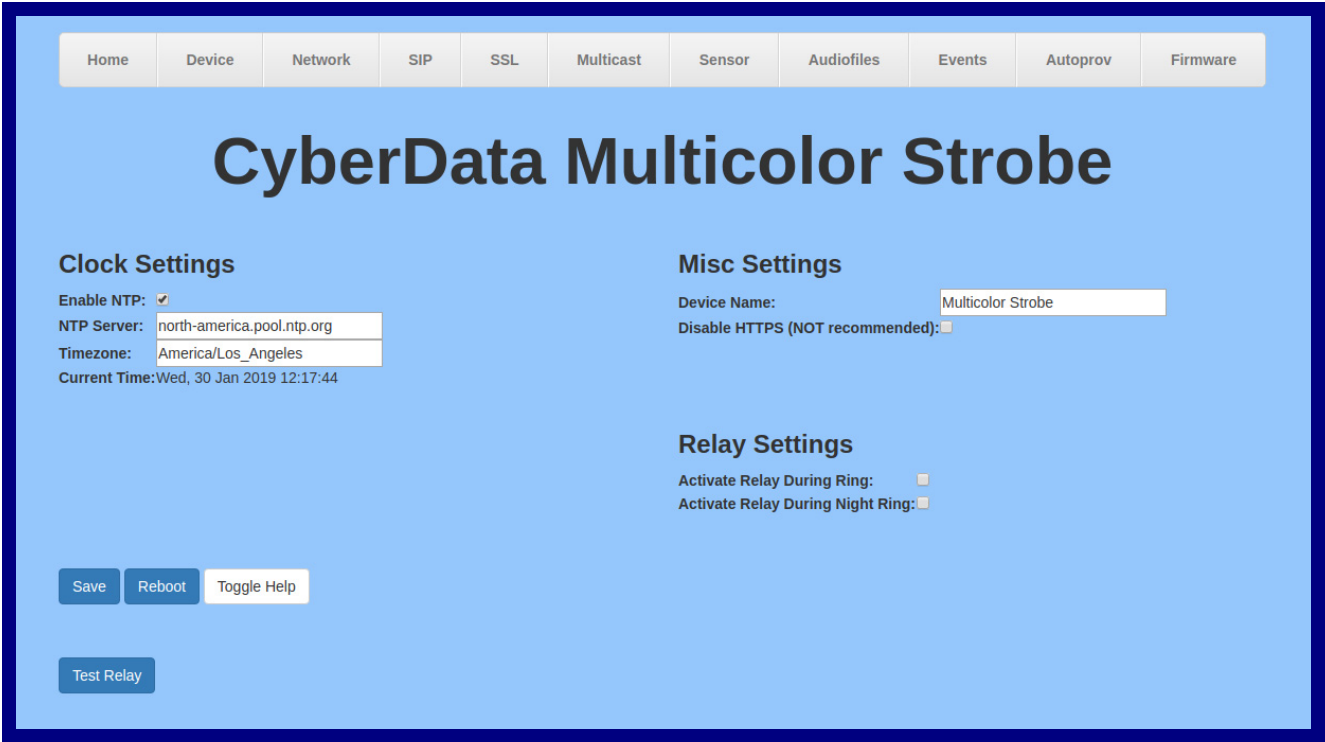 Home Device Network SIP SSL Multicast Sensor Audiofiles Events Autoprov Firmware
CyberData Multicolor Strobe
Clock Settings
Enable NTP:
NTP Server: north-america.pool.ntp.org
Timezone: America/Los_Angeles
Current Time: Wed, 30 Jan 2019 12:17:44
Misc Settings
Device Name: Multicolor Strobe
Disable HTTPS (NOT recommended):
Relay Settings
Activate Relay During Ring:
Activate Relay During Night Ring:
Save Reboot Toggle Help
Test Relay